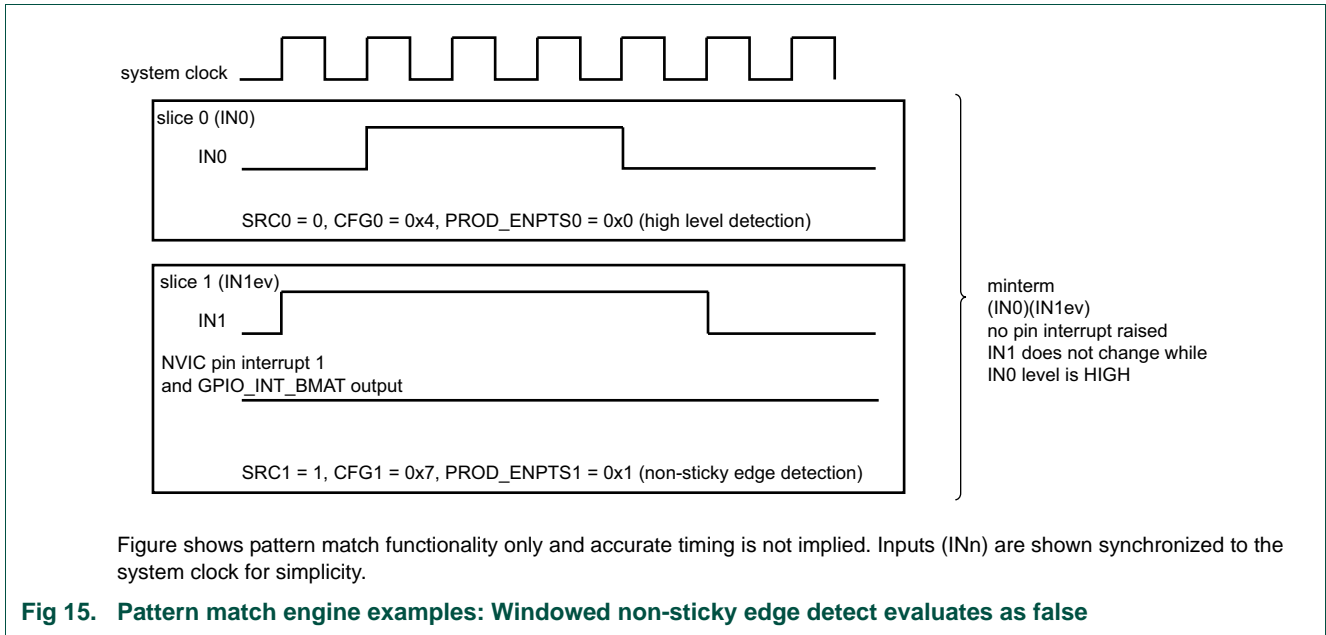 system clock
slice 0 (IN0)
IN0
SRC0 = 0, CFG0 = 0x4, PROD_ENPTS0 = 0x0 (high level detection)
slice 1 (IN1ev)
IN1
NVIC pin interrupt 1
and GPIO_INT_BMAT output
SRC1 = 1, CFG1 = 0x7, PROD_ENPTS1 = 0x1 (non-sticky edge detection)
minterm
(IN0)(IN1ev)
no pin interrupt raised
IN1 does not change while
IN0 level is HIGH
Figure shows pattern match functionality only and accurate timing is not implied. Inputs (INn) are shown synchronized to the
system clock for simplicity.
Fig 15. Pattern match engine examples: Windowed non-sticky edge detect evaluates as false